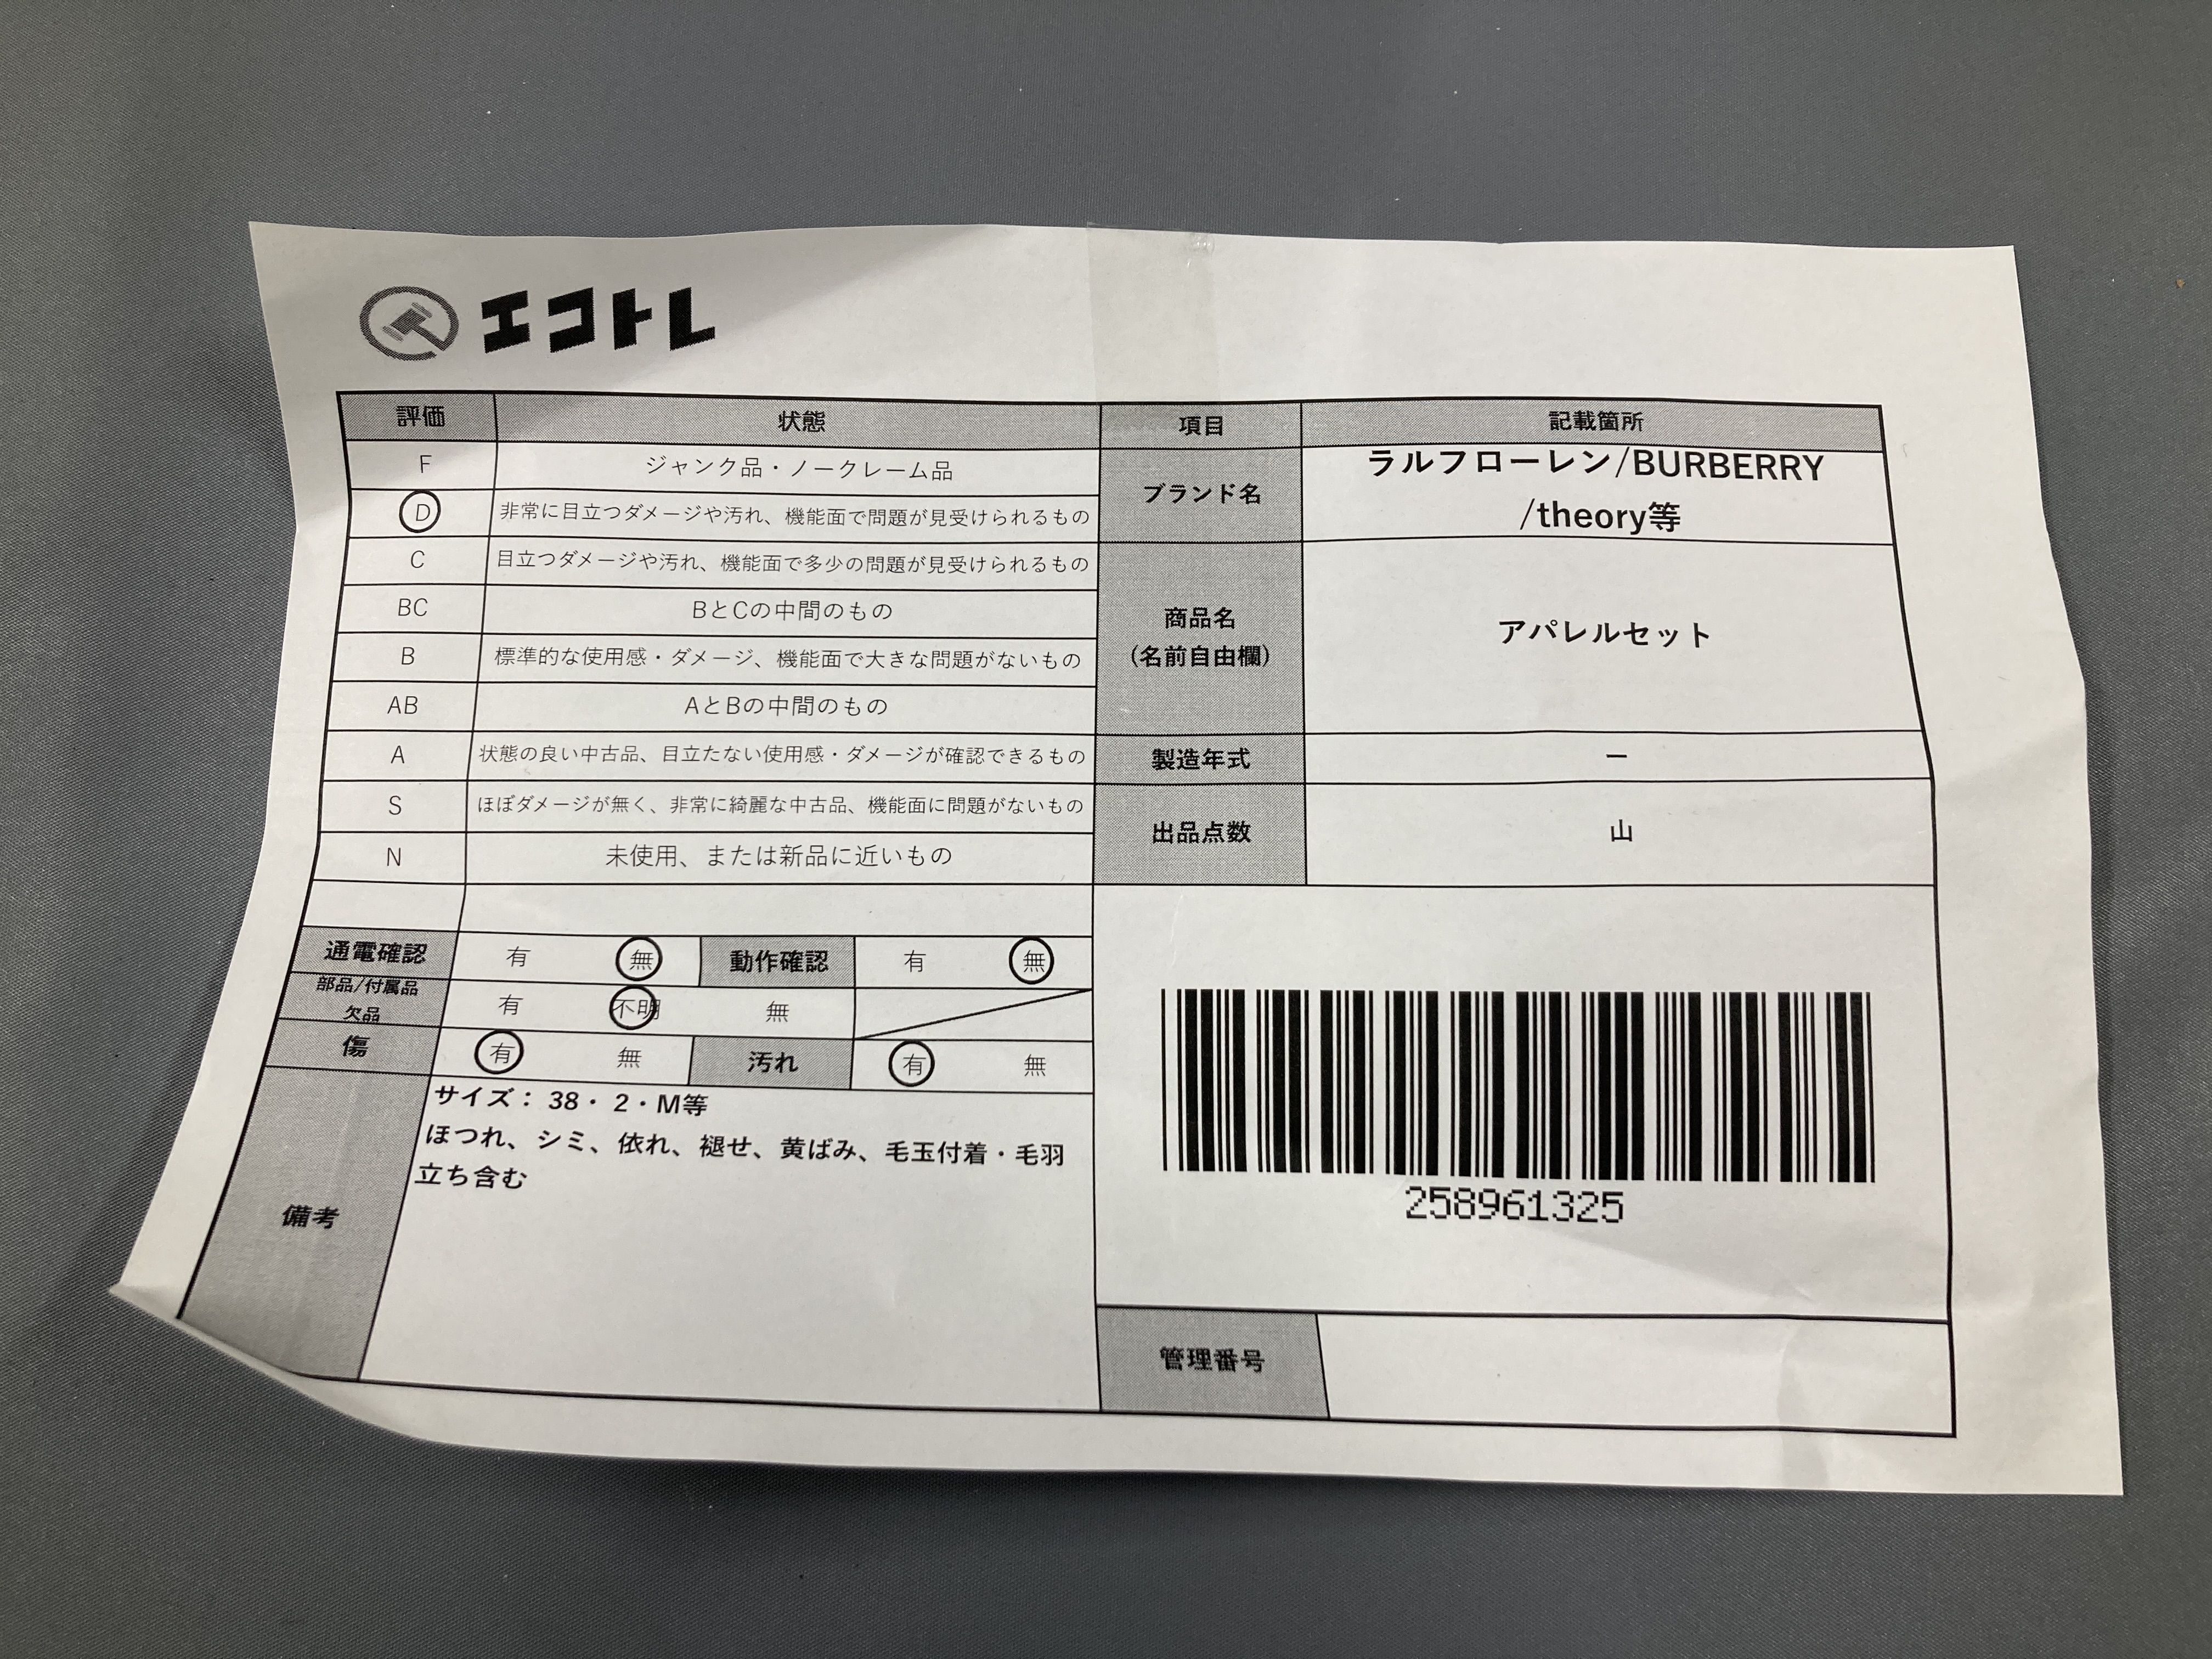 エコトレ
評価 状態 項目 記載箇所
F ジャンク品・ノークレーム品
D 非常に目立つダメージや汚れ、機能面で問題が見受けられるもの
C 目立つダメージや汚れ、機能面で多少の問題が見受けられるもの
BC BとCの中間のもの
B 標準的な使用感・ダメージ、機能面で大きな問題がないもの
AB AとBの中間のもの
A 状態の良い中古品、目立たない使用感・ダメージが確認できるもの
S ほぼダメージが無く、非常に綺麗な中古品、機能面に問題がないもの
N 未使用、または新品に近いもの
ブランド名 ラルフローレン/BURBERRY
/theory等
商品名
(名前自由欄)
アパレルセット
製造年式 ー
出品点数 山
通電確認 有 無 動作確認 有 無
部品/付属品
欠品
有 不明 無
傷 有 無 汚れ 有 無
備考
サイズ： 38・ 2・M等
ほつれ、シミ、依れ、褪せ、黄ばみ、毛玉付着・毛羽
立ち含む
258961325
管理番号